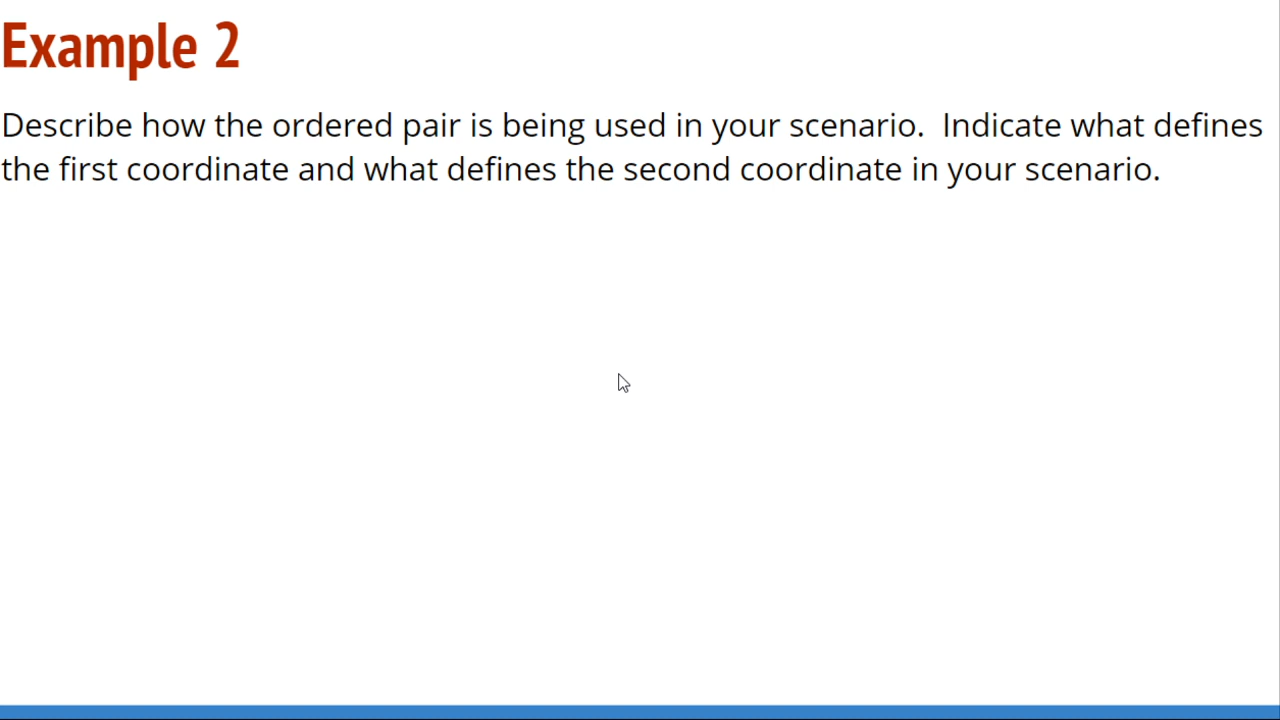 Example 2
Describe how the ordered pair is being used in your scenario.  Indicate what defines
the first coordinate and what defines the second coordinate in your scenario.